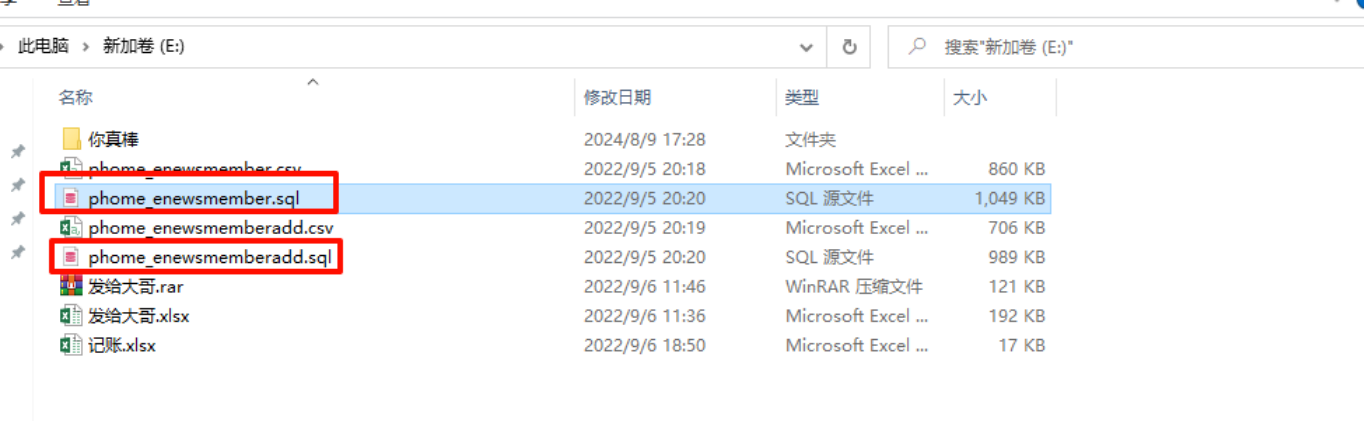 查看
此电脑 › 新加卷 (E:) 搜索"新加卷 (E:)"
名称 修改日期 类型 大小
你真棒 2024/8/9 17:28 文件夹
phome_enewsmember.csv 2022/9/5 20:18 Microsoft Excel ... 860 KB
phome_enewsmember.sql 2022/9/5 20:20 SQL 源文件 1,049 KB
phome_enewsmemberadd.csv 2022/9/5 20:19 Microsoft Excel ... 706 KB
phome_enewsmemberadd.sql 2022/9/5 20:20 SQL 源文件 989 KB
发给大哥.rar 2022/9/6 11:46 WinRAR 压缩文件 121 KB
发给大哥.xlsx 2022/9/6 11:36 Microsoft Excel ... 192 KB
记账.xlsx 2022/9/6 18:50 Microsoft Excel ... 17 KB